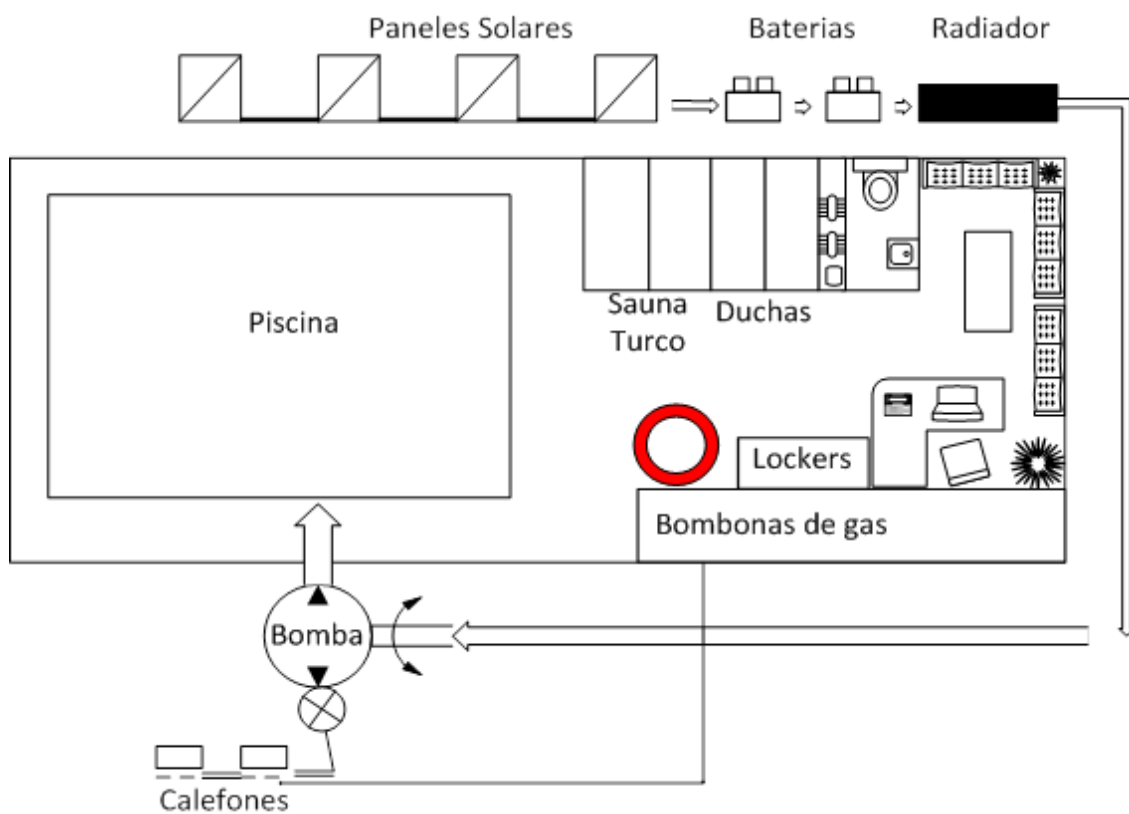 Paneles Solares
Baterias
Radiador
Piscina
Sauna
Turco
Duchas
Lockers
Bombonas de gas
Bomba
Calefones